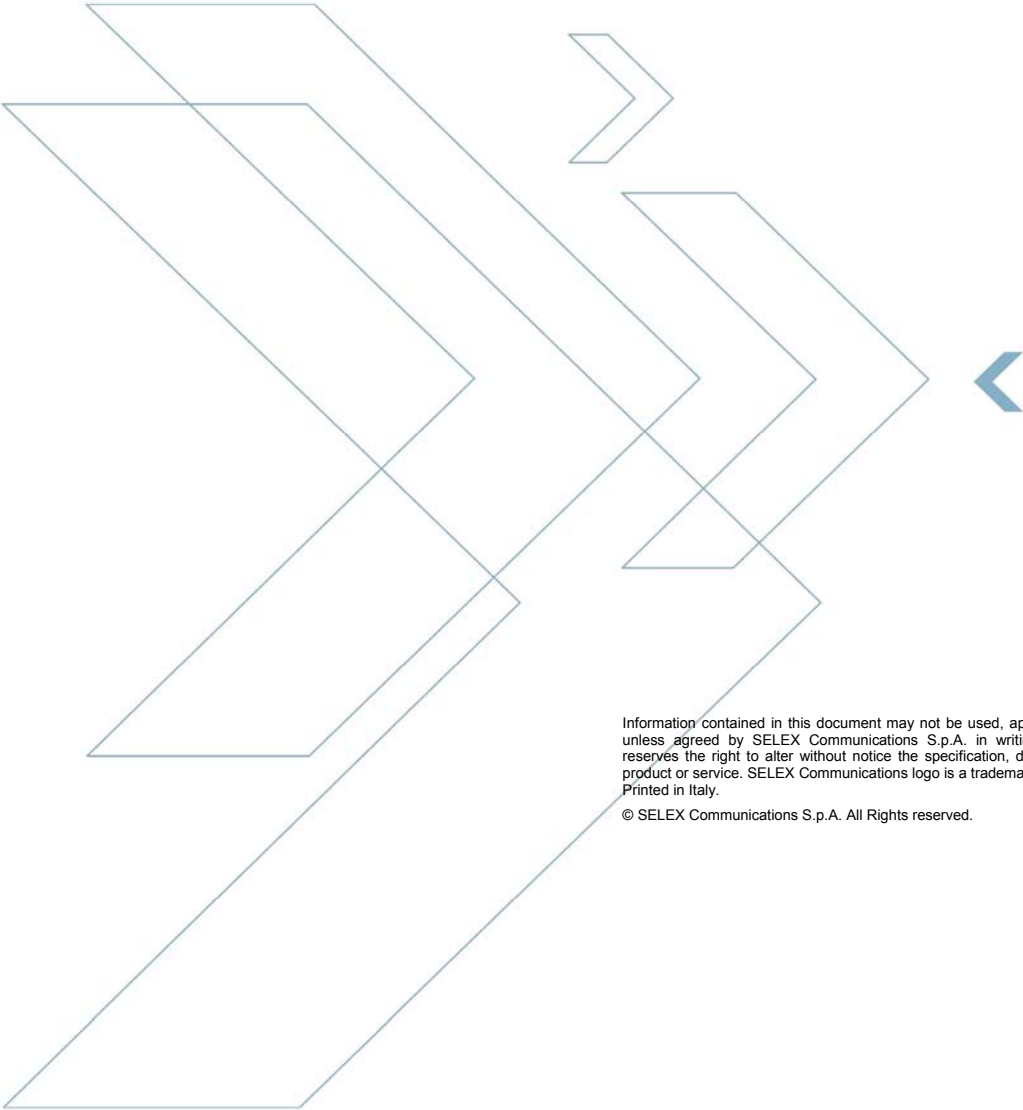 Information contained in this document may not be used, ap
unless agreed by SELEX Communications S.p.A. in writi
reserves the right to alter without notice the specification, d
product or service. SELEX Communications logo is a tradema
Printed in Italy.
© SELEX Communications S.p.A. All Rights reserved.